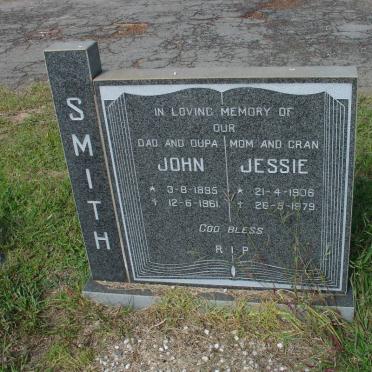 SMITH
IN LOVING MEMORY OF
OUR
DAD AND OUPA MOM AND GRAN
JOHN JESSIE
* 3-8-1895 * 21-4-1906
† 12-6-1961 † 26-5-1979
GOD BLESS
R.I.P.